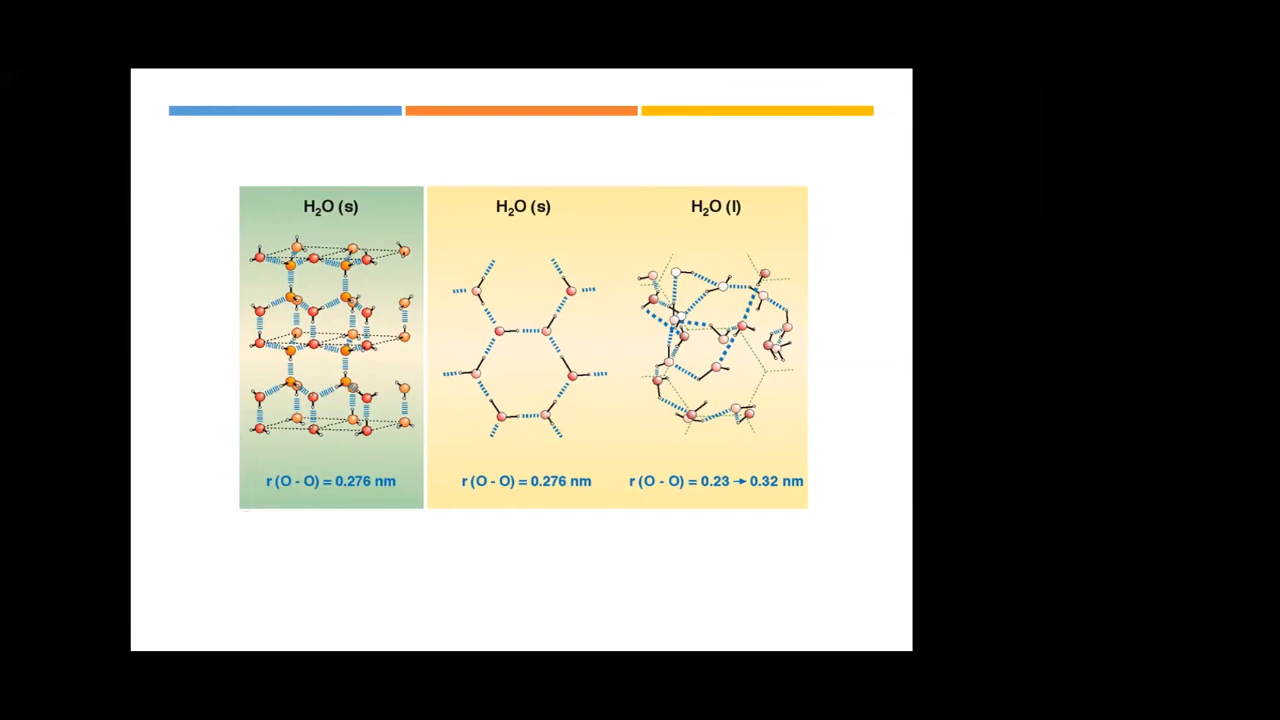 H₂O (s)
H₂O (s)
H₂O (l)
r (O - O) = 0.276 nm
r (O - O) = 0.276 nm
r (O - O) = 0.23 → 0.32 nm